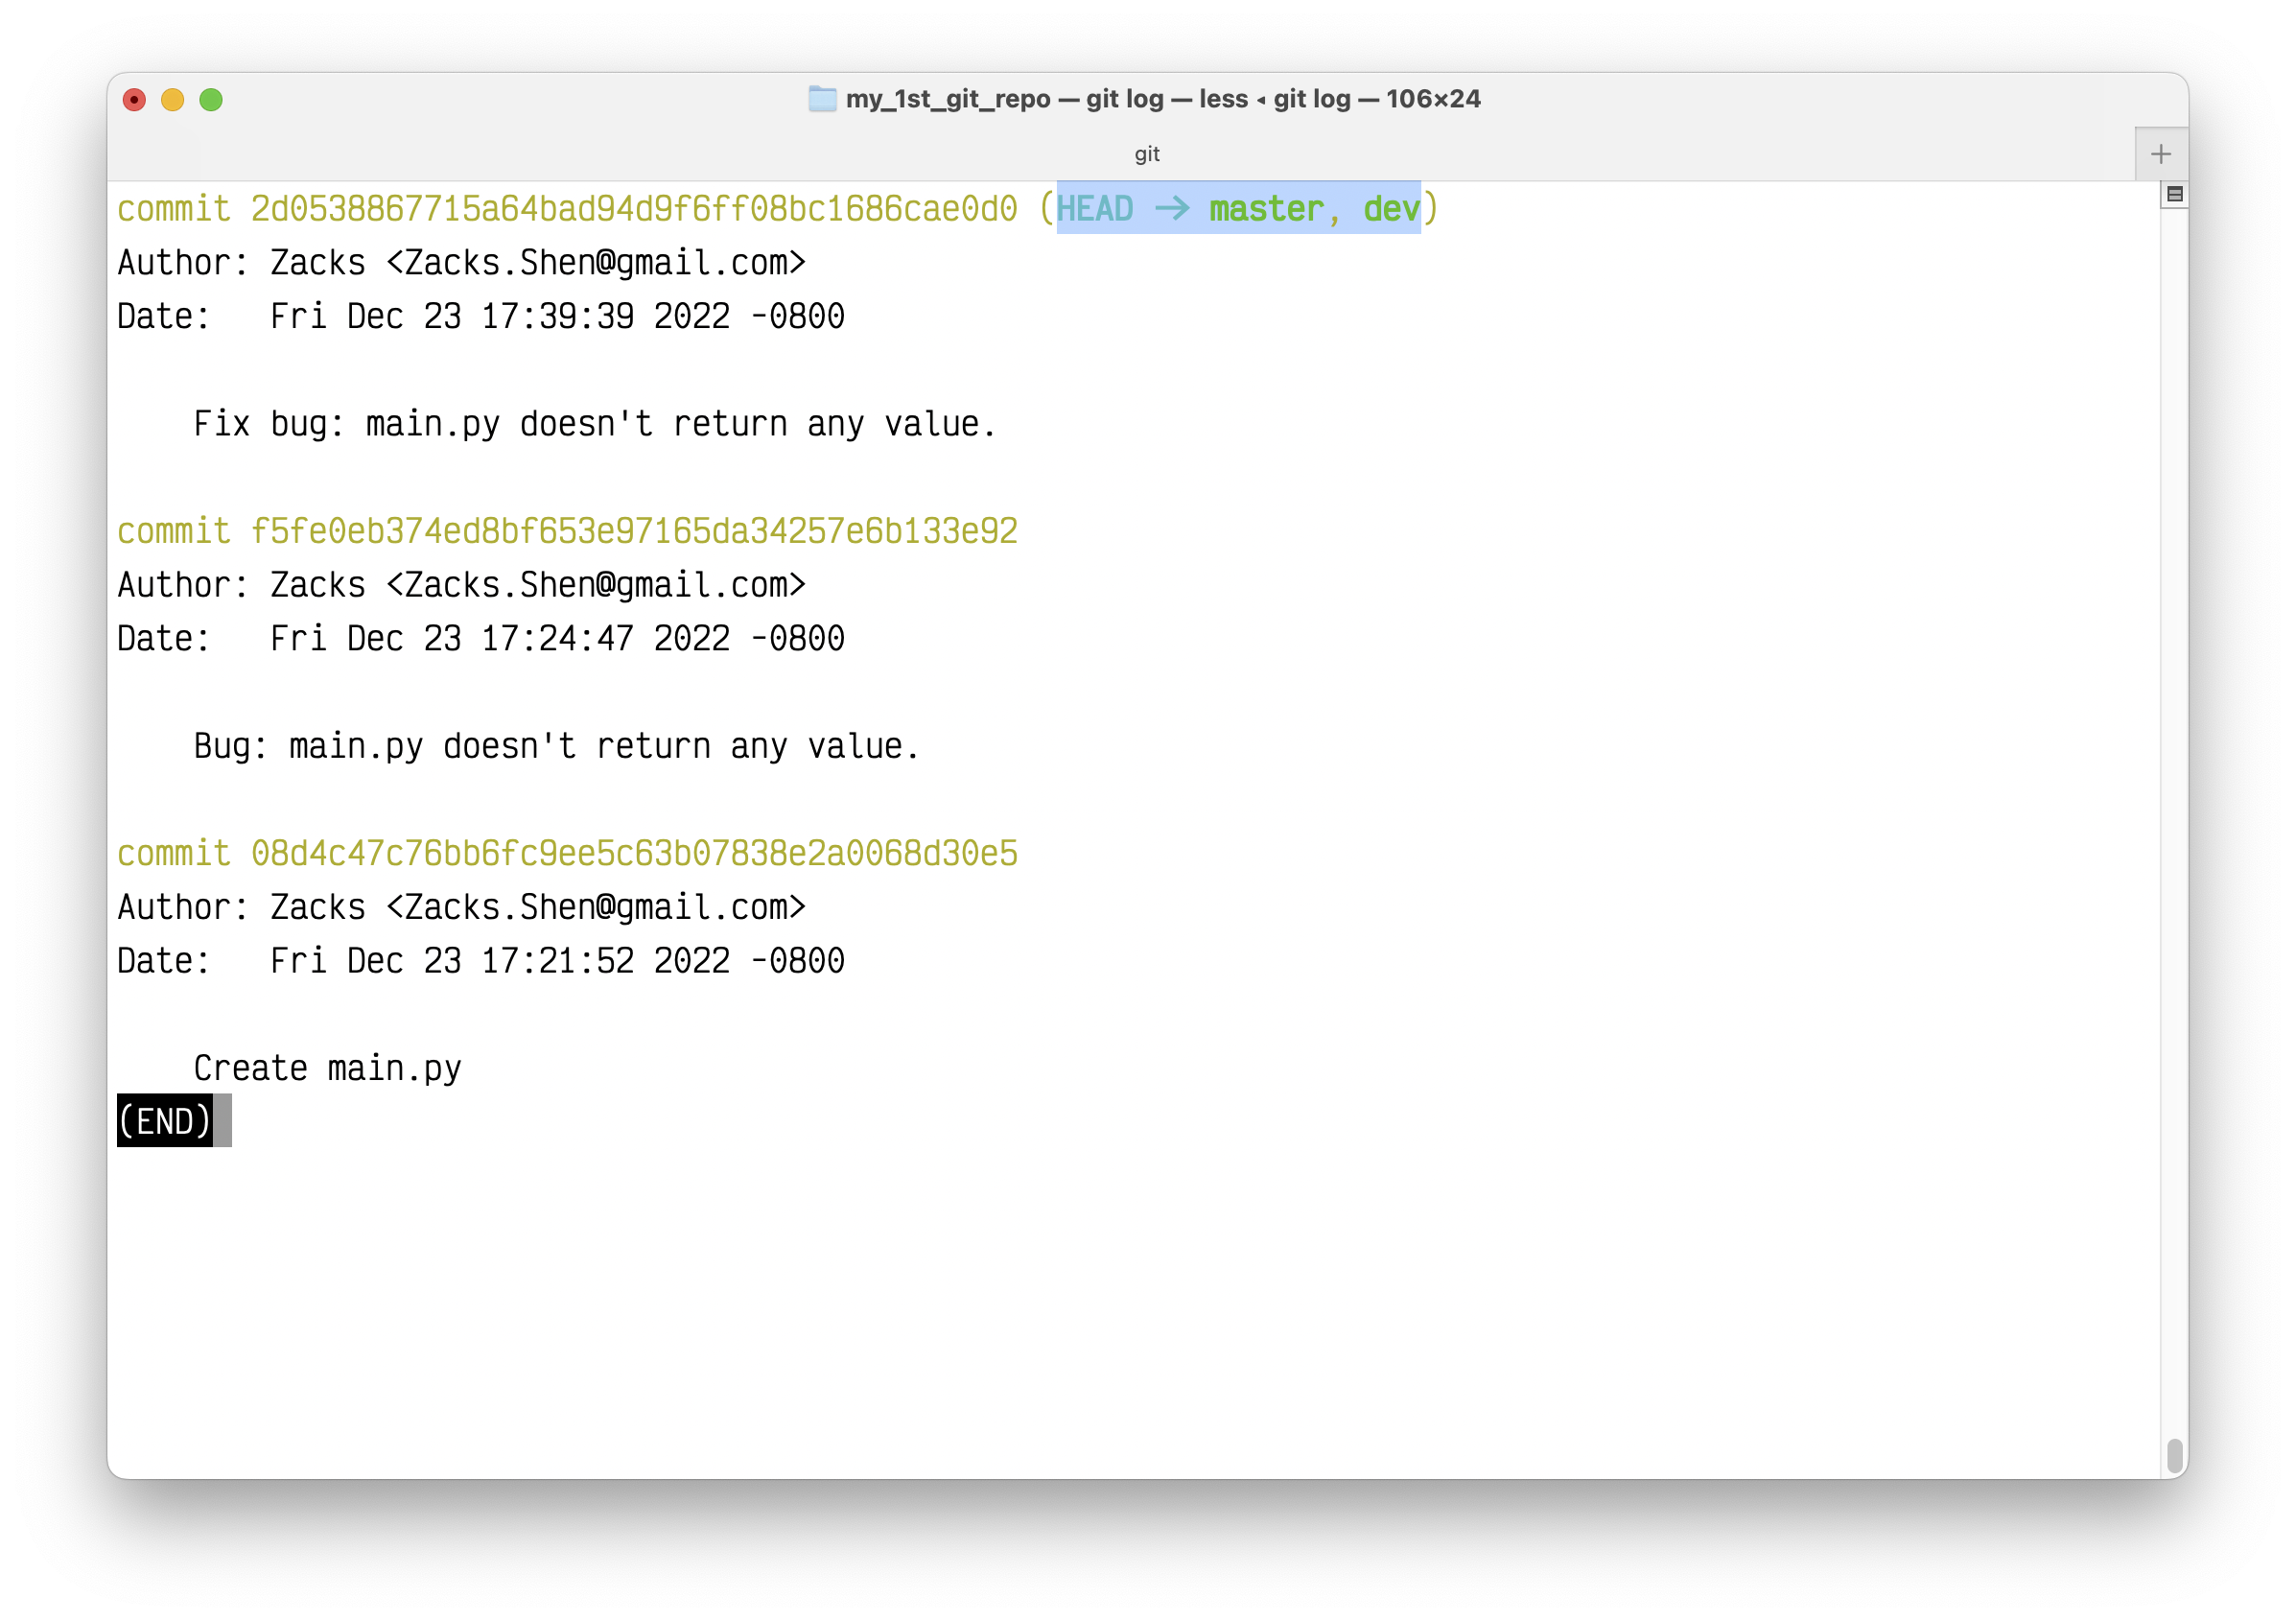 my_1st_git_repo — git log — less ◂ git log — 106×24
git
commit 2d0538867715a64bad94d9f6ff08bc1686cae0d0 (HEAD -> master, dev)
Author: Zacks <Zacks.Shen@gmail.com>
Date:   Fri Dec 23 17:39:39 2022 -0800
    Fix bug: main.py doesn't return any value.
commit f5fe0eb374ed8bf653e97165da34257e6b133e92
Author: Zacks <Zacks.Shen@gmail.com>
Date:   Fri Dec 23 17:24:47 2022 -0800
    Bug: main.py doesn't return any value.
commit 08d4c47c76bb6fc9ee5c63b07838e2a0068d30e5
Author: Zacks <Zacks.Shen@gmail.com>
Date:   Fri Dec 23 17:21:52 2022 -0800
    Create main.py
(END)